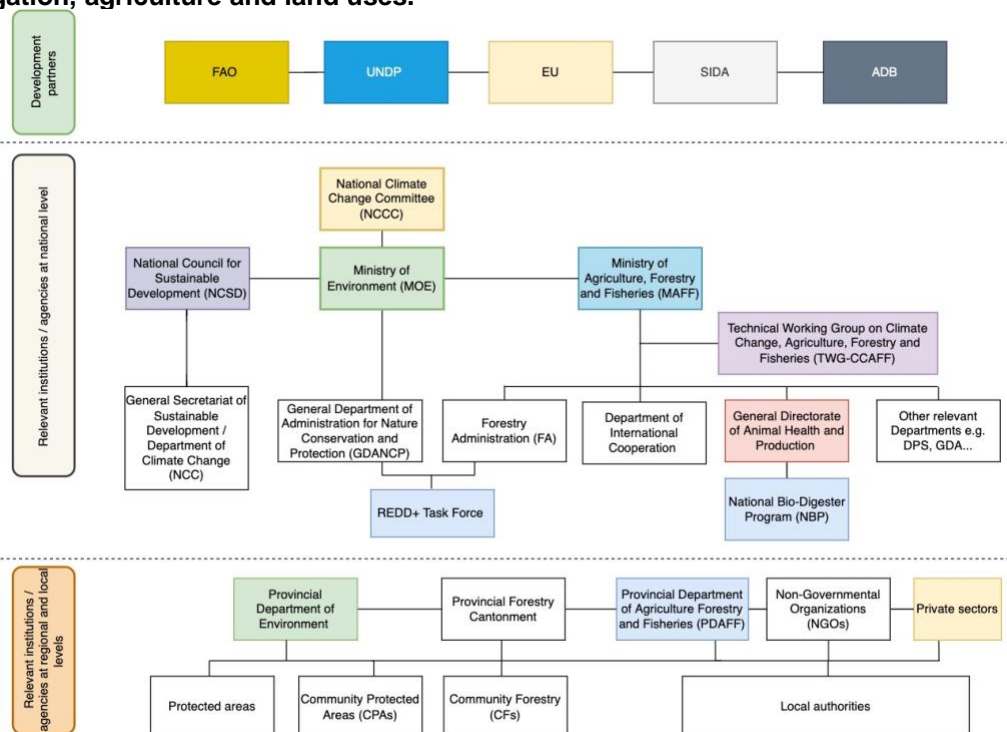 gation, agriculture and land uses.
Development
partners
FAO
UNDP
EU
SIDA
ADB
Relevant institutions / agencies at national level
National Climate
Change Committee
(NCCC)
National Council for
Sustainable
Development (NCSD)
Ministry of
Environment (MOE)
Ministry of
Agriculture, Forestry
and Fisheries (MAFF)
Technical Working Group on Climate
Change, Agriculture, Forestry and
Fisheries (TWG-CCAFF)
General Secretariat of
Sustainable
Development /
Department of
Climate Change
(NCC)
General Department of
Administration for Nature
Conservation and
Protection (GDANCP)
Forestry
Administration (FA)
Department of
International
Cooperation
General Directorate
of Animal Health and
Production
Other relevant
Departments e.g.
DPS, GDA...
REDD+ Task Force
National Bio-Digester
Program (NBP)
Relevant institutions /
agencies at regional and local
levels
Provincial
Department of
Environment
Provincial Forestry
Cantonment
Provincial Department
of Agriculture Forestry
and Fisheries (PDAFF)
Non-Governmental
Organizations
(NGOs)
Private sectors
Protected areas
Community Protected
Areas (CPAs)
Community Forestry
(CFs)
Local authorities